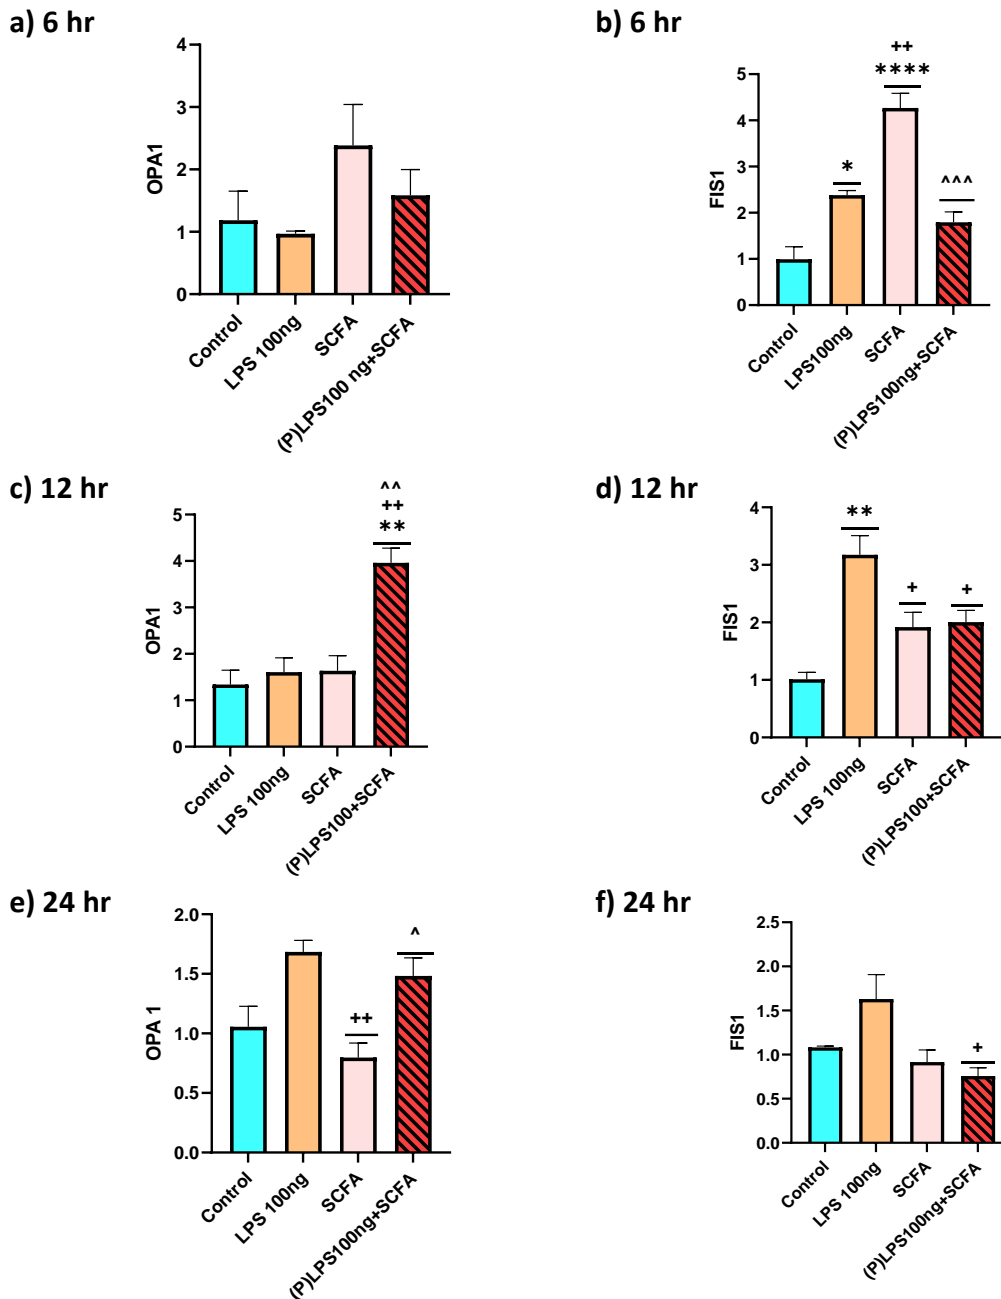 a) 6 hr
4
3
2
1
0
OPA1
Control
LPS 100ng
SCFA
(P)LPS100 ng+SCFA
b) 6 hr
5
4
3
2
1
0
FIS1
*
++
****
^^^
Control
LPS100ng
SCFA
(P)LPS100ng+SCFA
c) 12 hr
5
4
3
2
1
0
OPA1
^^
++
**
Control
LPS 100ng
SCFA
(P)LPS100+SCFA
d) 12 hr
4
3
2
1
0
FIS1
**
+
+
Control
LPS 100ng
SCFA
(P)LPS100+SCFA
e) 24 hr
2.0
1.5
1.0
0.5
0.0
OPA 1
++
^
Control
LPS 100ng
SCFA
(P)LPS100ng+SCFA
f) 24 hr
2.5
2.0
1.5
1.0
0.5
0.0
FIS1
+
Control
LPS 100ng
SCFA
(P)LPS100ng+SCFA